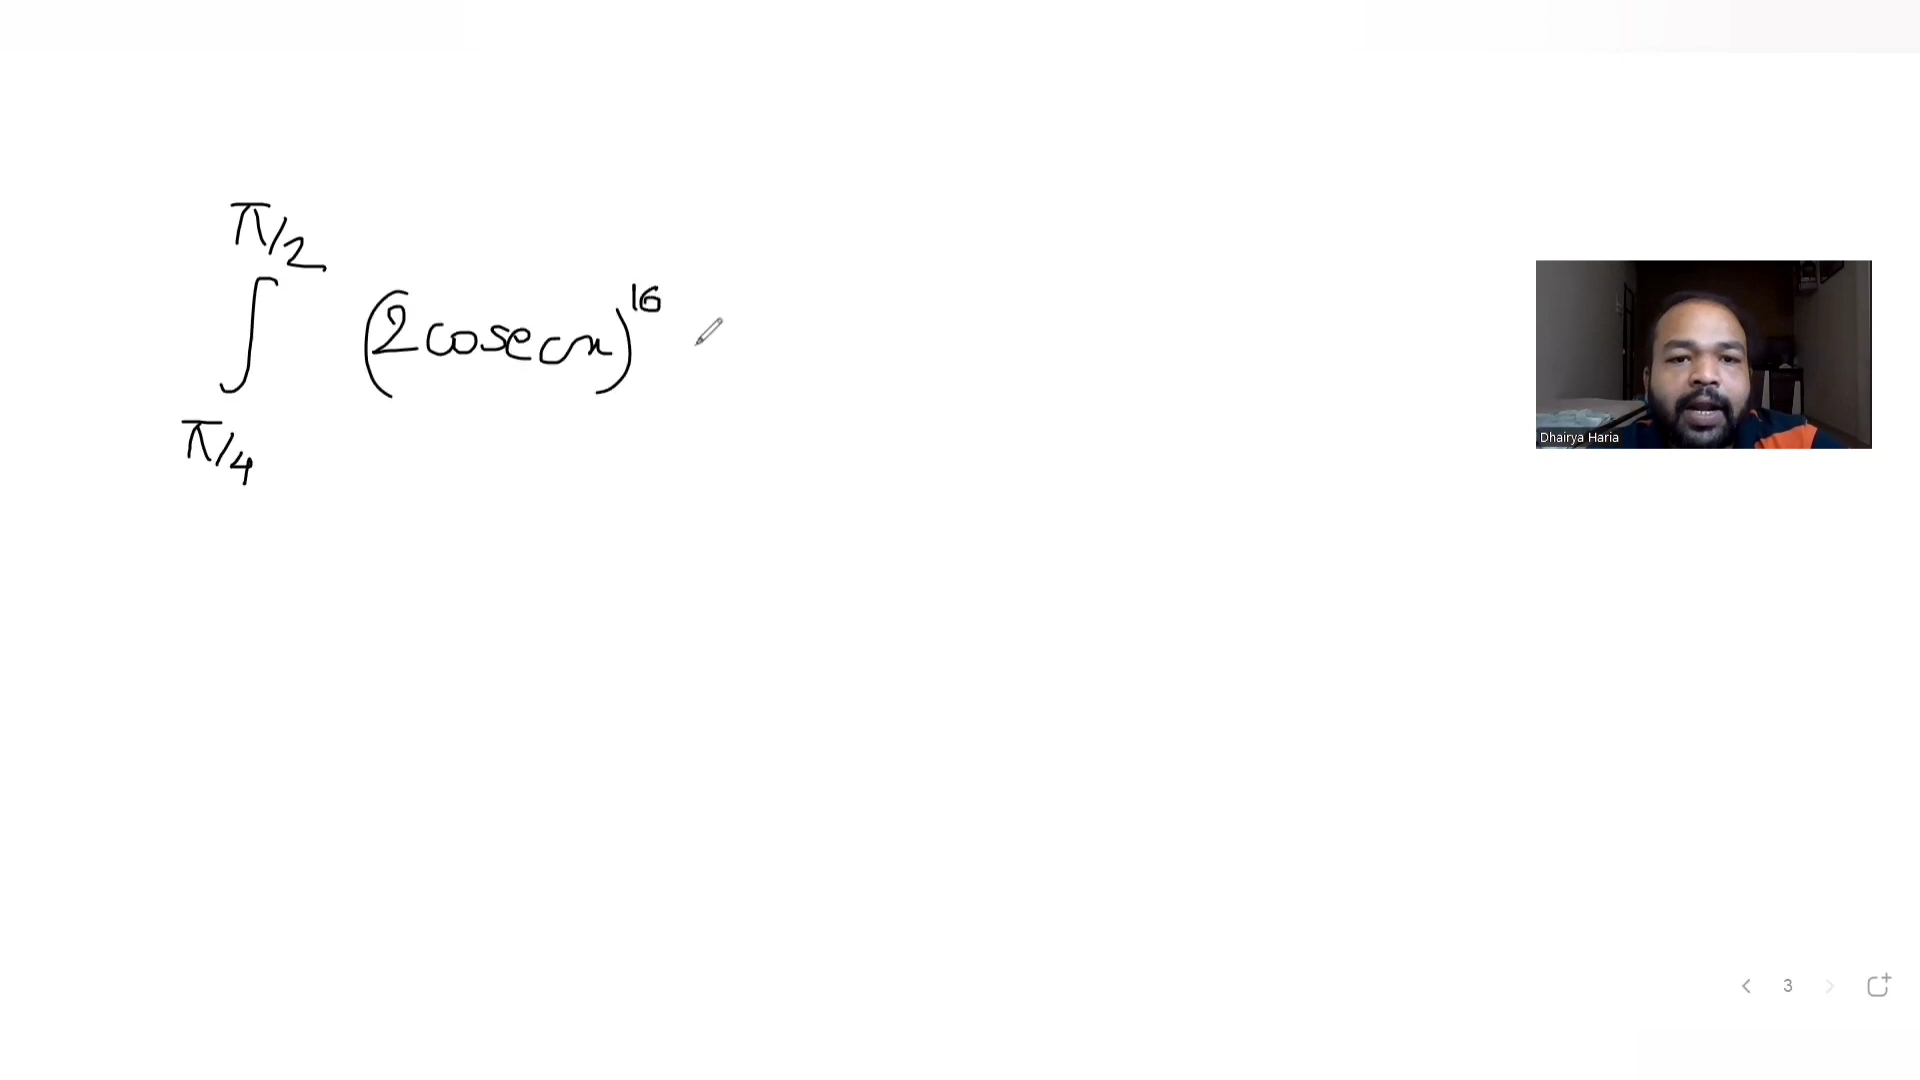 π/2
∫ (2cosecx)^16
π/4
Dhairya Haria
3